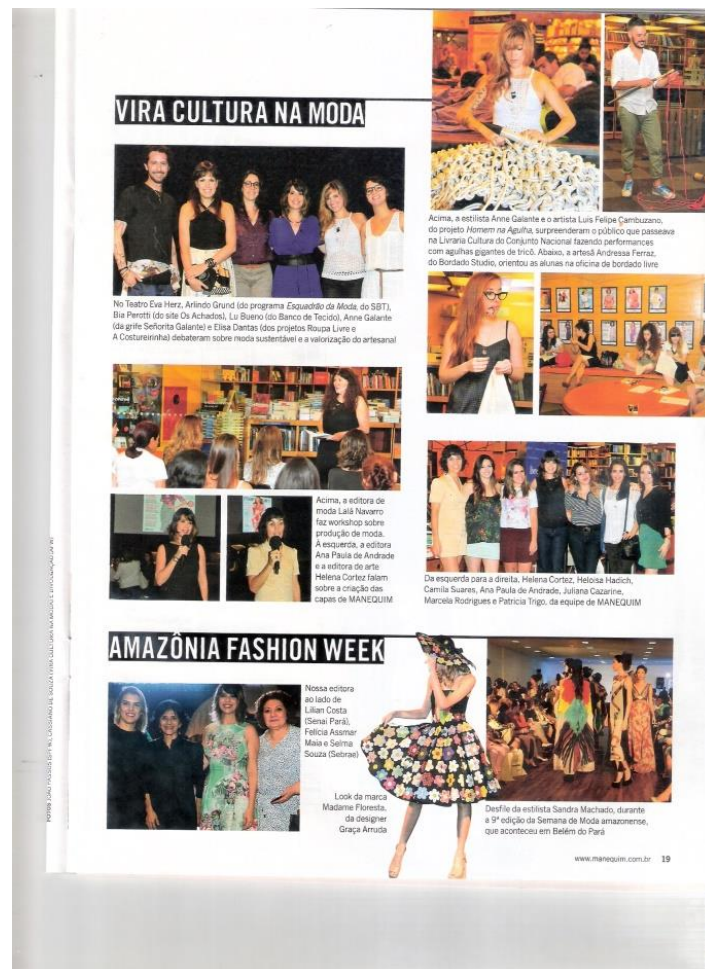 VIRA CULTURA NA MODA
No Teatro Eva Herz, Arlindo Grund (do programa Esquadrão da Moda, do SBT),
Bia Perotti (do site Os Achados), Lu Bueno (do Banco de Tecido), Anne Galante
(da grife Señorita Galante) e Elisa Dantas (dos projetos Roupa Livre e
A Costureirinha) debateram sobre moda sustentável e a valorização do artesanal
Acima, a estilista Anne Galante e o artista Luis Felipe Cambuzano,
do projeto Homem na Agulha, surpreenderam o público que passeava
na Livraria Cultura do Conjunto Nacional fazendo performances
com agulhas gigantes de tricô. Abaixo, a artesã Andressa Ferraz,
do Bordado Studio, orientou as alunas na oficina de bordado livre
Acima, a editora de
moda Lalá Navarro
faz workshop sobre
produção de moda.
À esquerda, a editora
Ana Paula de Andrade
e a editora de arte
Helena Cortez falam
sobre a criação das
capas de MANEQUIM
Da esquerda para a direita, Helena Cortez, Heloisa Hadich,
Camila Suares, Ana Paula de Andrade, Juliana Cazarine,
Marcela Rodrigues e Patricia Trigo, da equipe de MANEQUIM
AMAZÔNIA FASHION WEEK
Nossa editora
ao lado de
Lilian Costa
(Senai Pará),
Felícia Assmar
Maia e Selma
Souza (Sebrae)
Look da marca
Madame Floresta,
da designer
Graça Arruda
Desfile da estilista Sandra Machado, durante
a 9ª edição da Semana de Moda amazonense,
que aconteceu em Belém do Pará
www.manequim.com.br 19